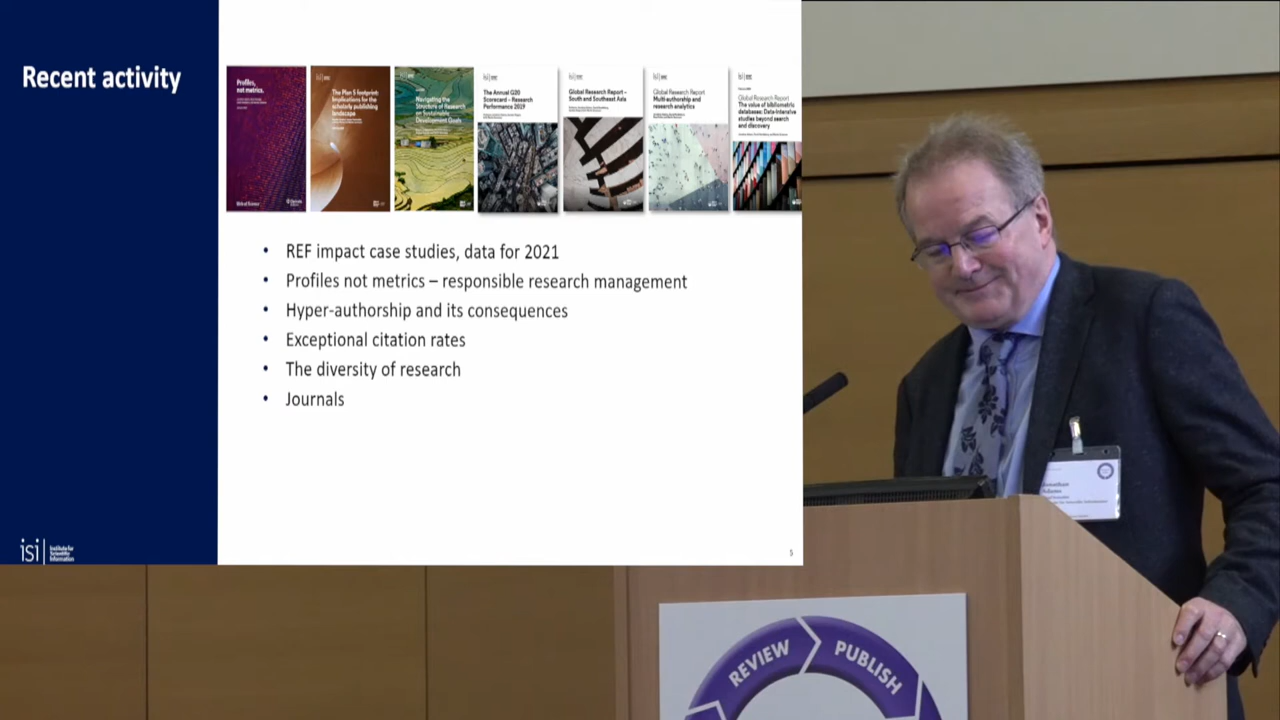 Recent activity
Profiles,
not metrics.
The Plan S footprint:
Implications for the
scholarly publishing
landscape
Navigating the
Structure of Research
on Sustainable
Development Goals
The Annual G20
Scorecard – Research
Performance 2019
Global Research Report –
South and Southeast Asia
Global Research Report
Multi-authorship and
research analytics
Global Research Report
The value of bibliometric
databases: Data-intensive
studies beyond search
and discovery
• REF impact case studies, data for 2021
• Profiles not metrics – responsible research management
• Hyper-authorship and its consequences
• Exceptional citation rates
• The diversity of research
• Journals
isi
Institute for
Scientific
Information
5
Jonathan
Adams
REVIEW
PUBLISH